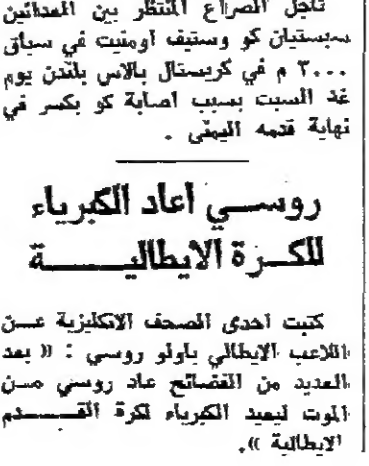 تأجل الصراع المنتظر بين العدائين
سبستيان كو وستيف اوفيت في سباق
٣٠٠٠ م في كريستال بالاس بلندن يوم
غد السبت بسبب اصابة كو بكسر في
نهاية قدمه اليمنى .
روسي اعاد الكبرياء
للكرة الايطالية
كتبت احدى الصحف الانكليزية عن
اللاعب الايطالي باولو روسي : (( بعد
العديد من الفضائح عاد روسي من
الموت ليعيد الكبرياء لكرة القدم
الايطالية )).